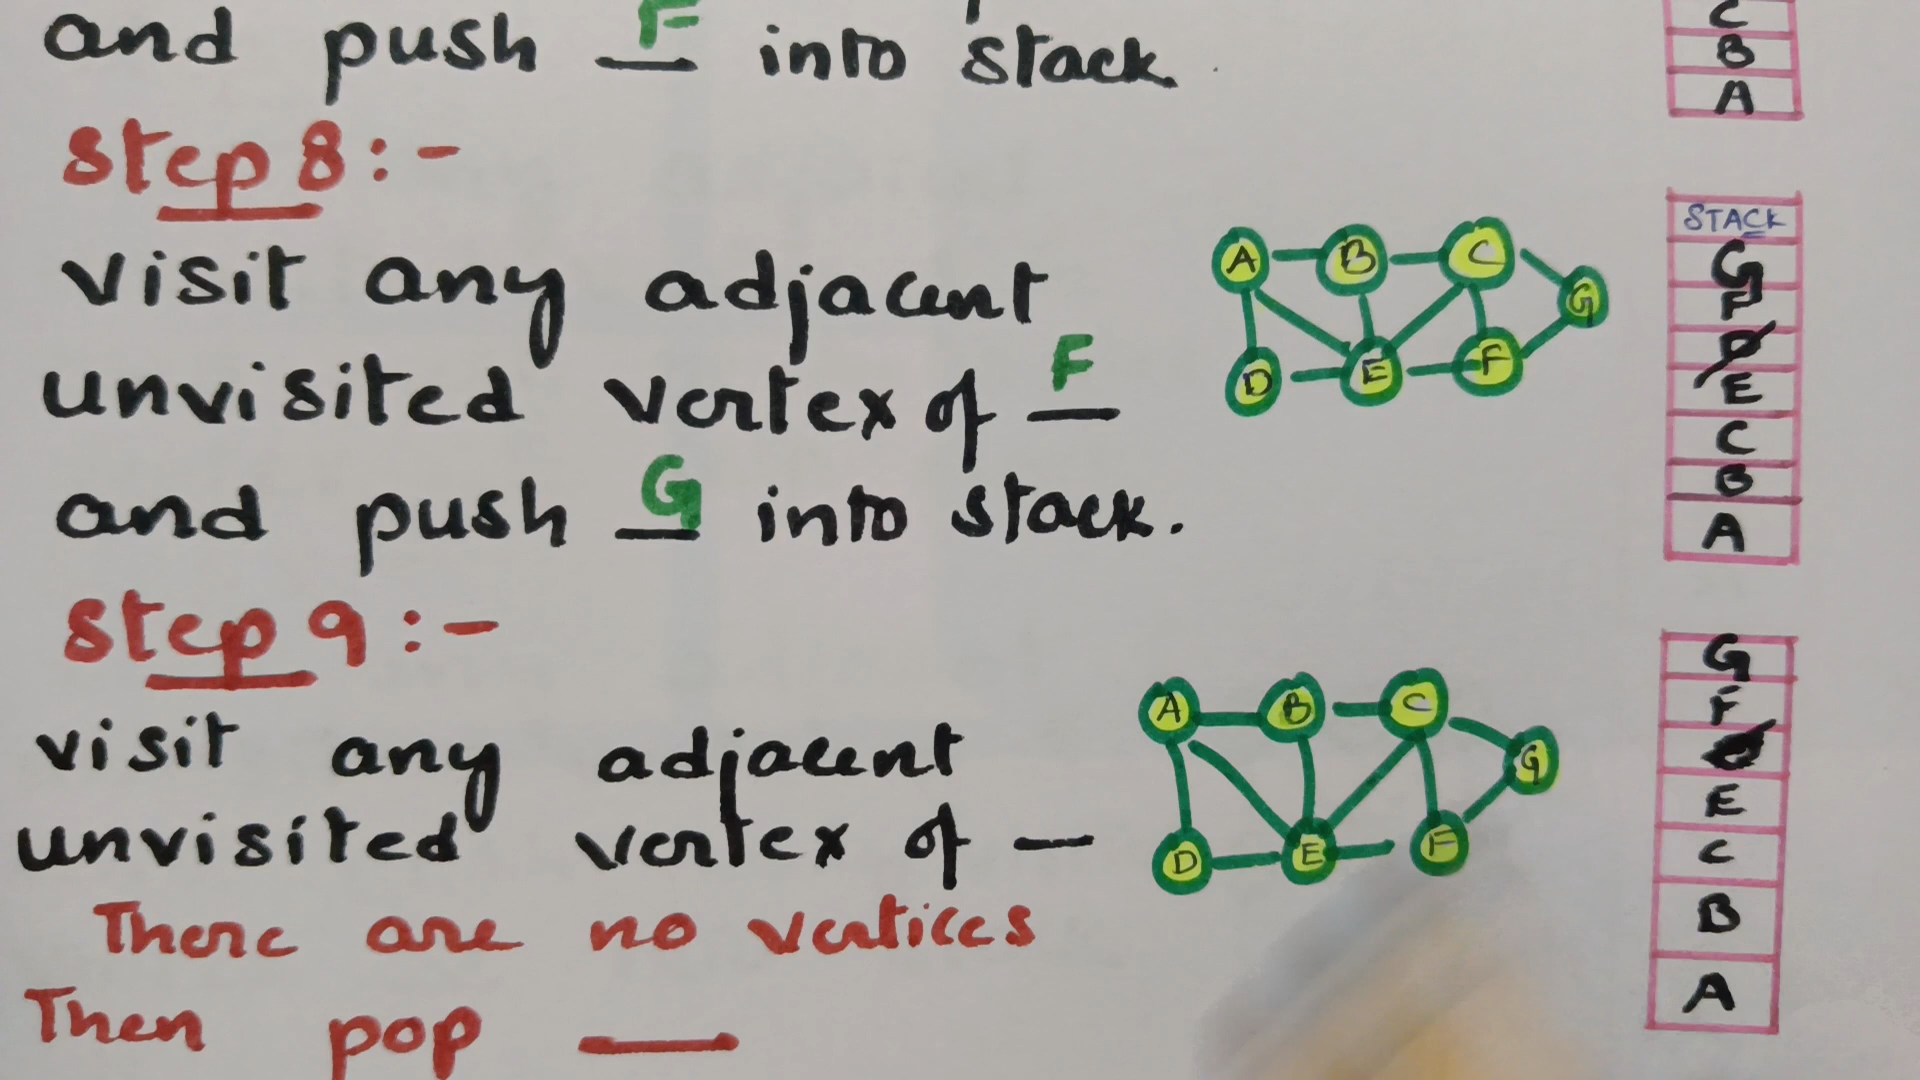 and push F into stack.
C
B
A
Step 8:-
visit any adjacent
unvisited vertex of F
and push G into stack.
A B C
G
D E F
STACK
G
F
D
E
C
B
A
Step 9:-
visit any adjacent
unvisited vertex of —
There are no vertices
Then pop —
A B C
G
D E F
G
F
E
C
B
A